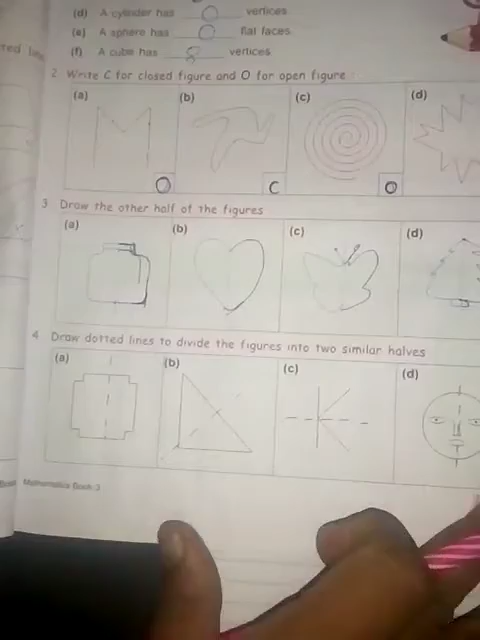 (d) A cylinder has 0 vertices
(e) A sphere has 0 flat faces
(f) A cube has 8 vertices
2 Write C for closed figure and O for open figure :
(a) (b) (c) (d)
O C O
3 Draw the other half of the figures
(a) (b) (c) (d)
4 Draw dotted lines to divide the figures into two similar halves
(a) (b) (c) (d)
Mathematics Book-3